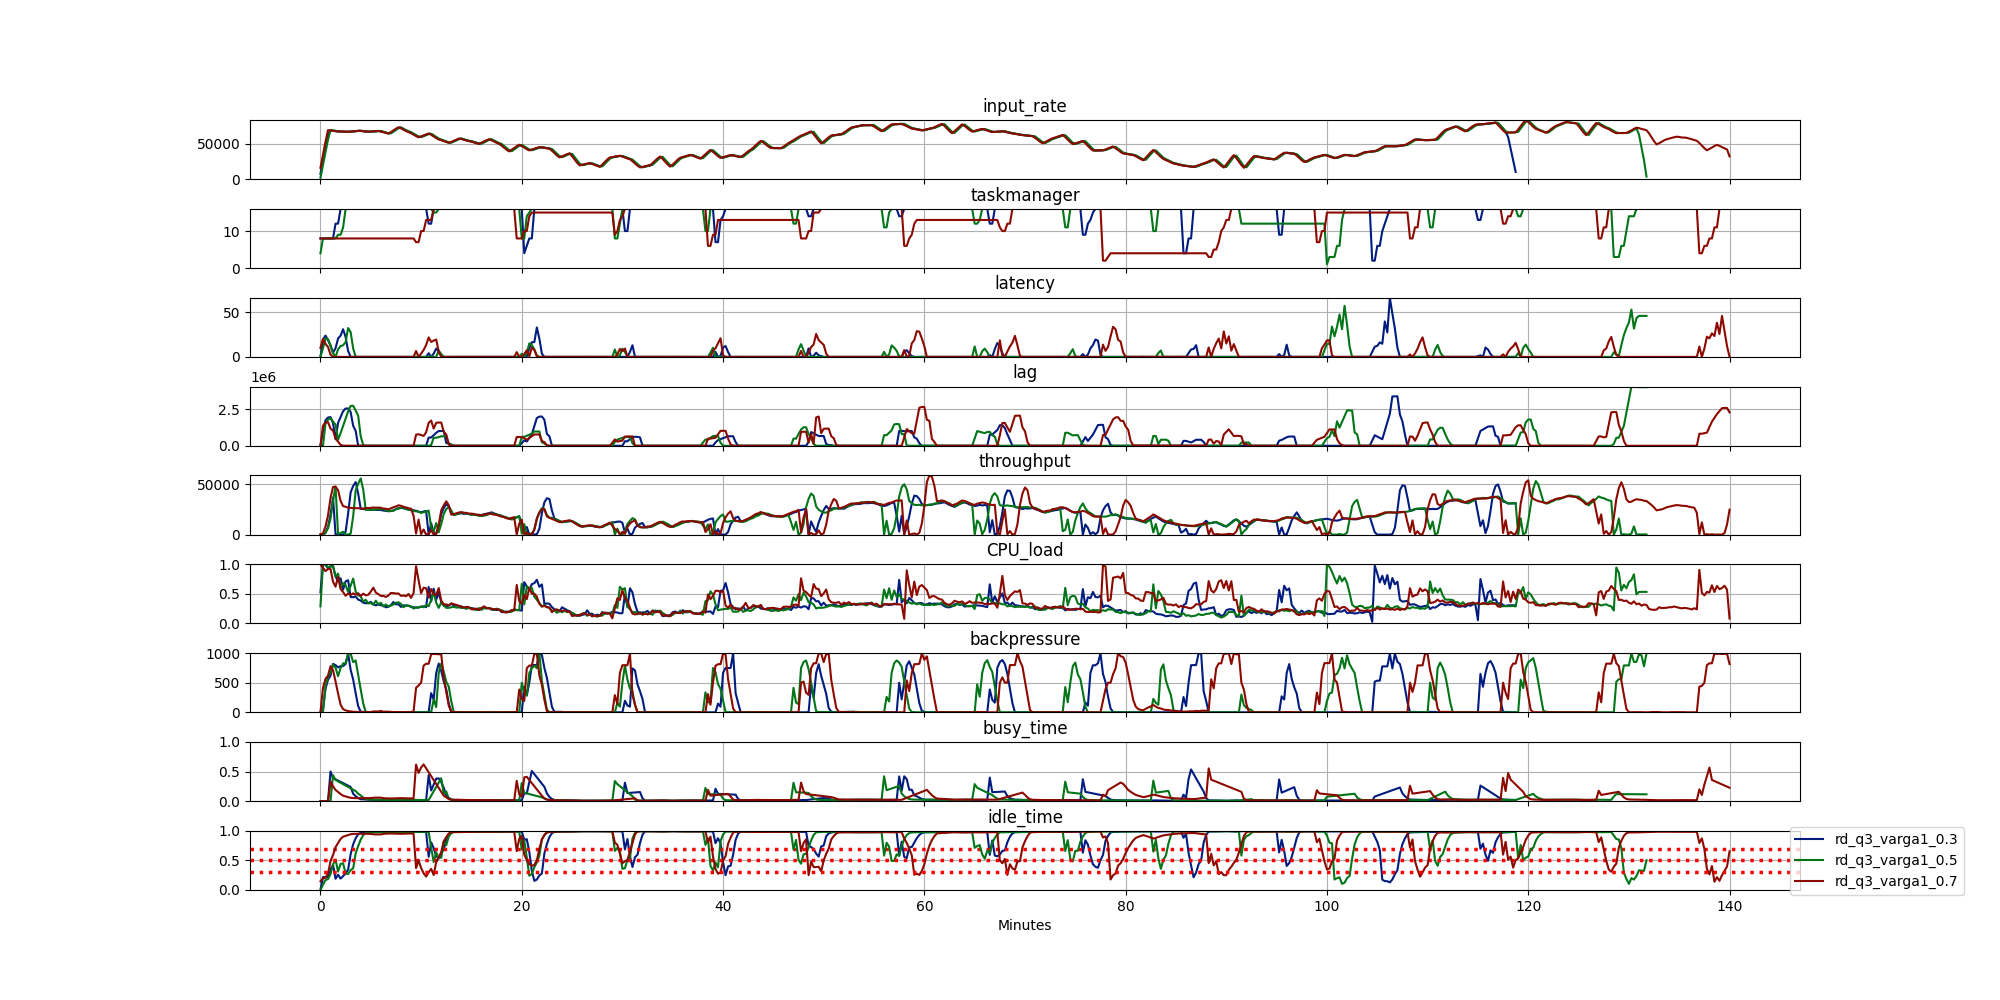 input_rate
50000
0
taskmanager
10
0
latency
50
0
1e6
lag
2.5
0.0
throughput
50000
0
CPU_load
1.0
0.5
0.0
backpressure
1000
500
0
busy_time
1.0
0.5
0.0
idle_time
1.0
0.5
0.0
rd_q3_varga1_0.3
rd_q3_varga1_0.5
rd_q3_varga1_0.7
0 20 40 60 80 100 120 140
Minutes